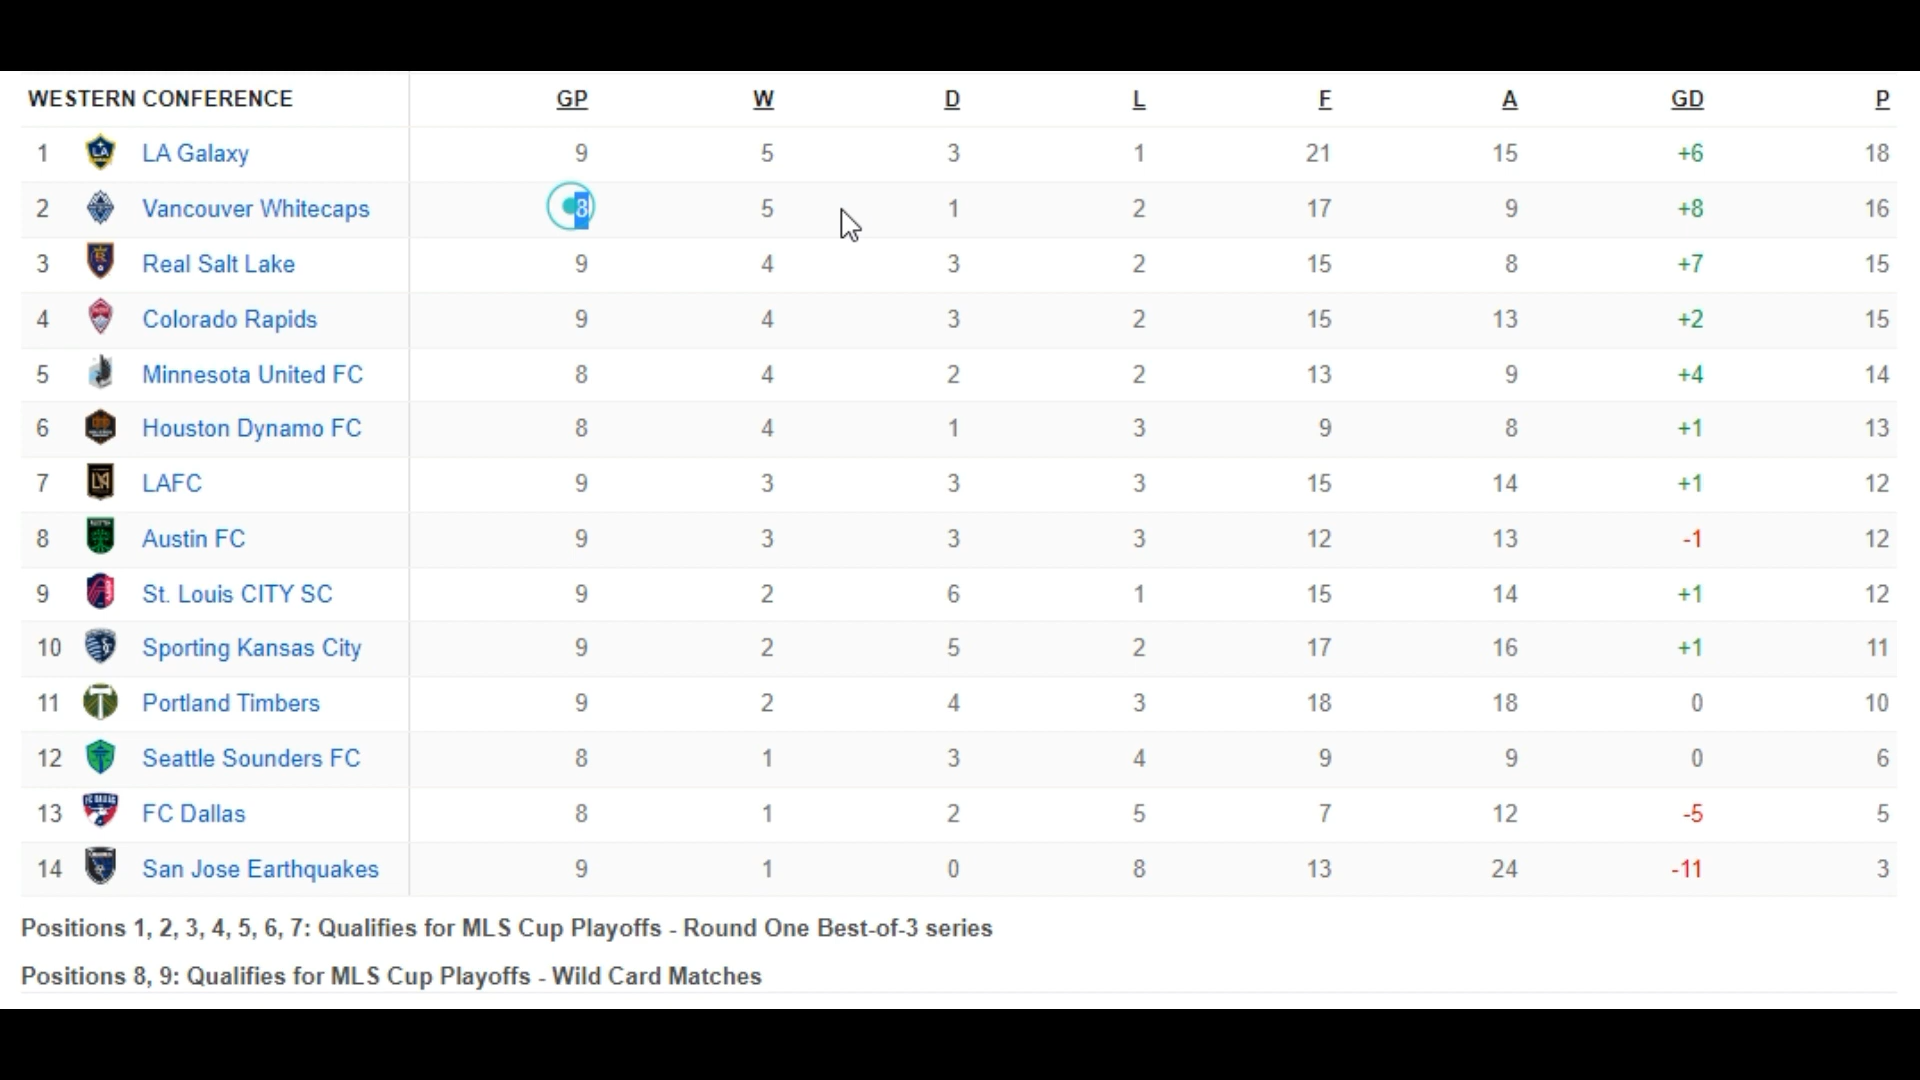 WESTERN CONFERENCE GP W D L F A GD P
1 LA Galaxy 9 5 3 1 21 15 +6 18
2 Vancouver Whitecaps 8 5 1 2 17 9 +8 16
3 Real Salt Lake 9 4 3 2 15 8 +7 15
4 Colorado Rapids 9 4 3 2 15 13 +2 15
5 Minnesota United FC 8 4 2 2 13 9 +4 14
6 Houston Dynamo FC 8 4 1 3 9 8 +1 13
7 LAFC 9 3 3 3 15 14 +1 12
8 Austin FC 9 3 3 3 12 13 -1 12
9 St. Louis CITY SC 9 2 6 1 15 14 +1 12
10 Sporting Kansas City 9 2 5 2 17 16 +1 11
11 Portland Timbers 9 2 4 3 18 18 0 10
12 Seattle Sounders FC 8 1 3 4 9 9 0 6
13 FC Dallas 8 1 2 5 7 12 -5 5
14 San Jose Earthquakes 9 1 0 8 13 24 -11 3
Positions 1, 2, 3, 4, 5, 6, 7: Qualifies for MLS Cup Playoffs - Round One Best-of-3 series
Positions 8, 9: Qualifies for MLS Cup Playoffs - Wild Card Matches